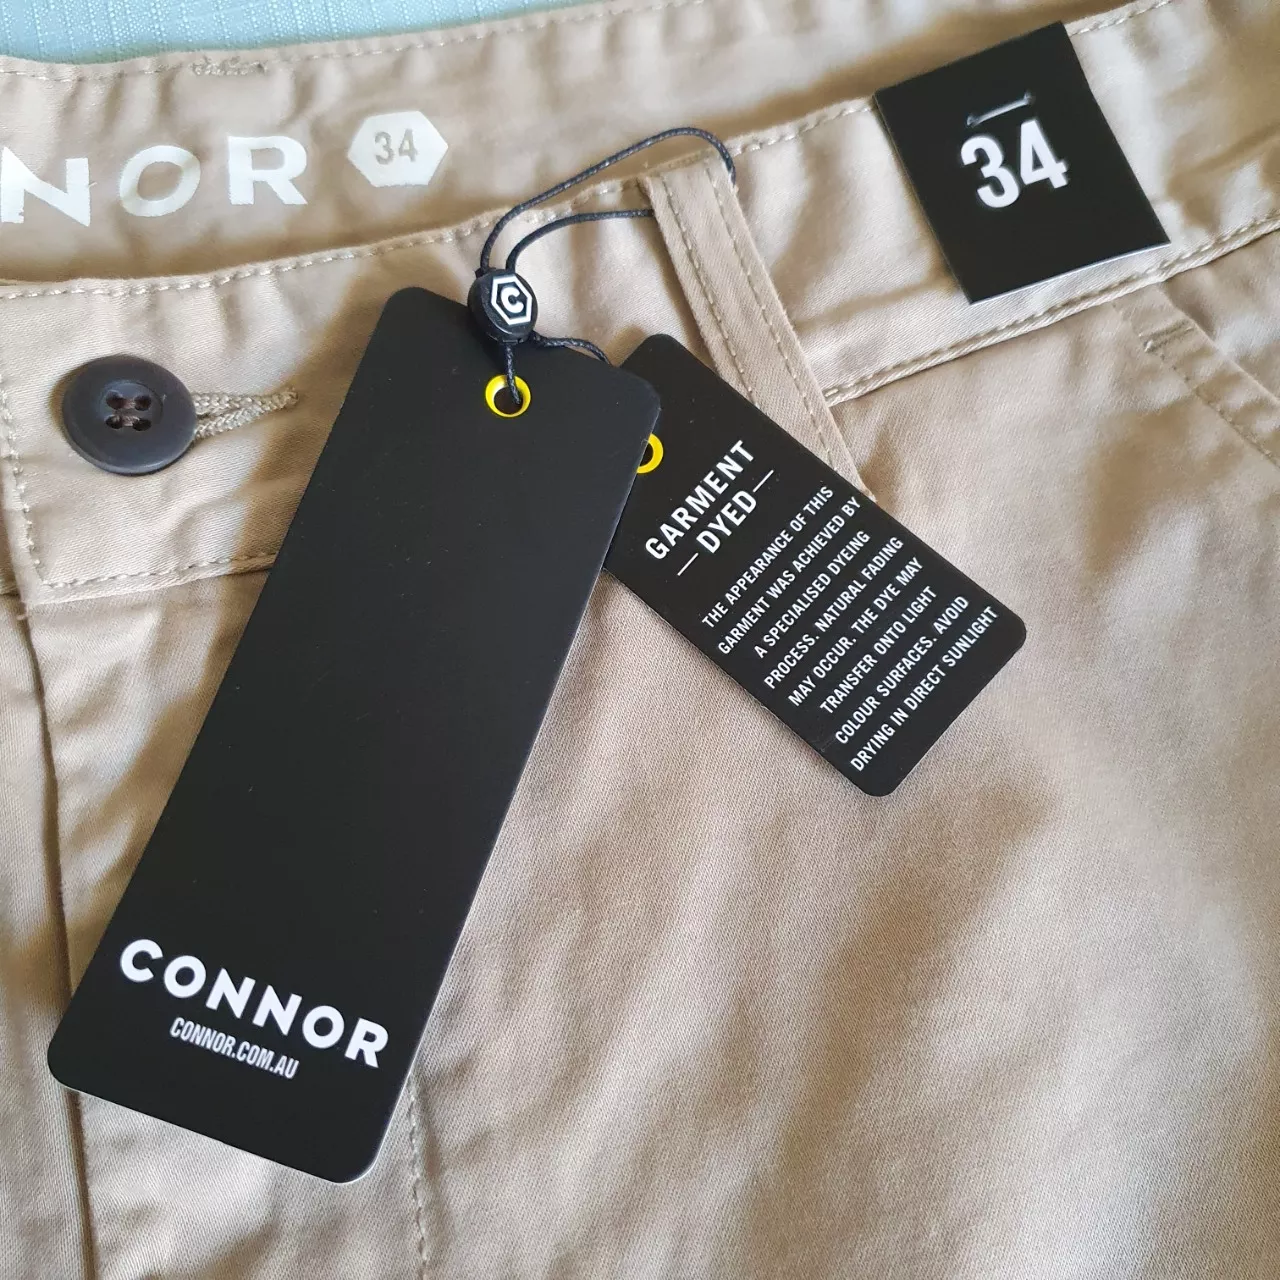 NOR 34
34
C
GARMENT
DYED
THE APPEARANCE OF THIS
GARMENT WAS ACHIEVED BY
A SPECIALISED DYEING
PROCESS. NATURAL FADING
MAY OCCUR. THE DYE MAY
TRANSFER ONTO LIGHT
COLOUR SURFACES. AVOID
DRYING IN DIRECT SUNLIGHT
CONNOR
CONNOR.COM.AU